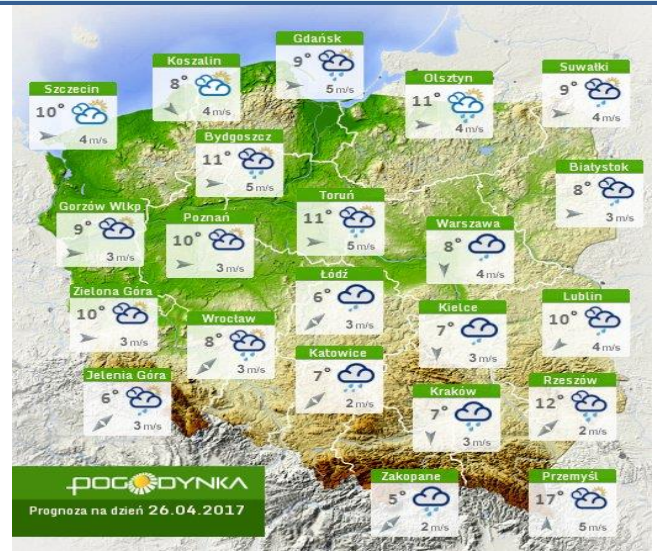 Gdańsk
9°
5 m/s
Koszalin
8°
4 m/s
Suwałki
9°
4 m/s
Olsztyn
11°
4 m/s
Szczecin
10°
4 m/s
Bydgoszcz
11°
5 m/s
Białystok
8°
3 m/s
Toruń
11°
5 m/s
Gorzów Wlkp
9°
3 m/s
Poznań
10°
3 m/s
Warszawa
8°
4 m/s
Łódź
6°
3 m/s
Zielona Góra
10°
3 m/s
Lublin
10°
4 m/s
Kielce
7°
3 m/s
Wrocław
8°
3 m/s
Katowice
7°
2 m/s
Jelenia Góra
6°
3 m/s
Rzeszów
12°
2 m/s
Kraków
7°
3 m/s
Zakopane
5°
2 m/s
Przemyśl
17°
5 m/s
POGODYNKA
Prognoza na dzień 26.04.2017